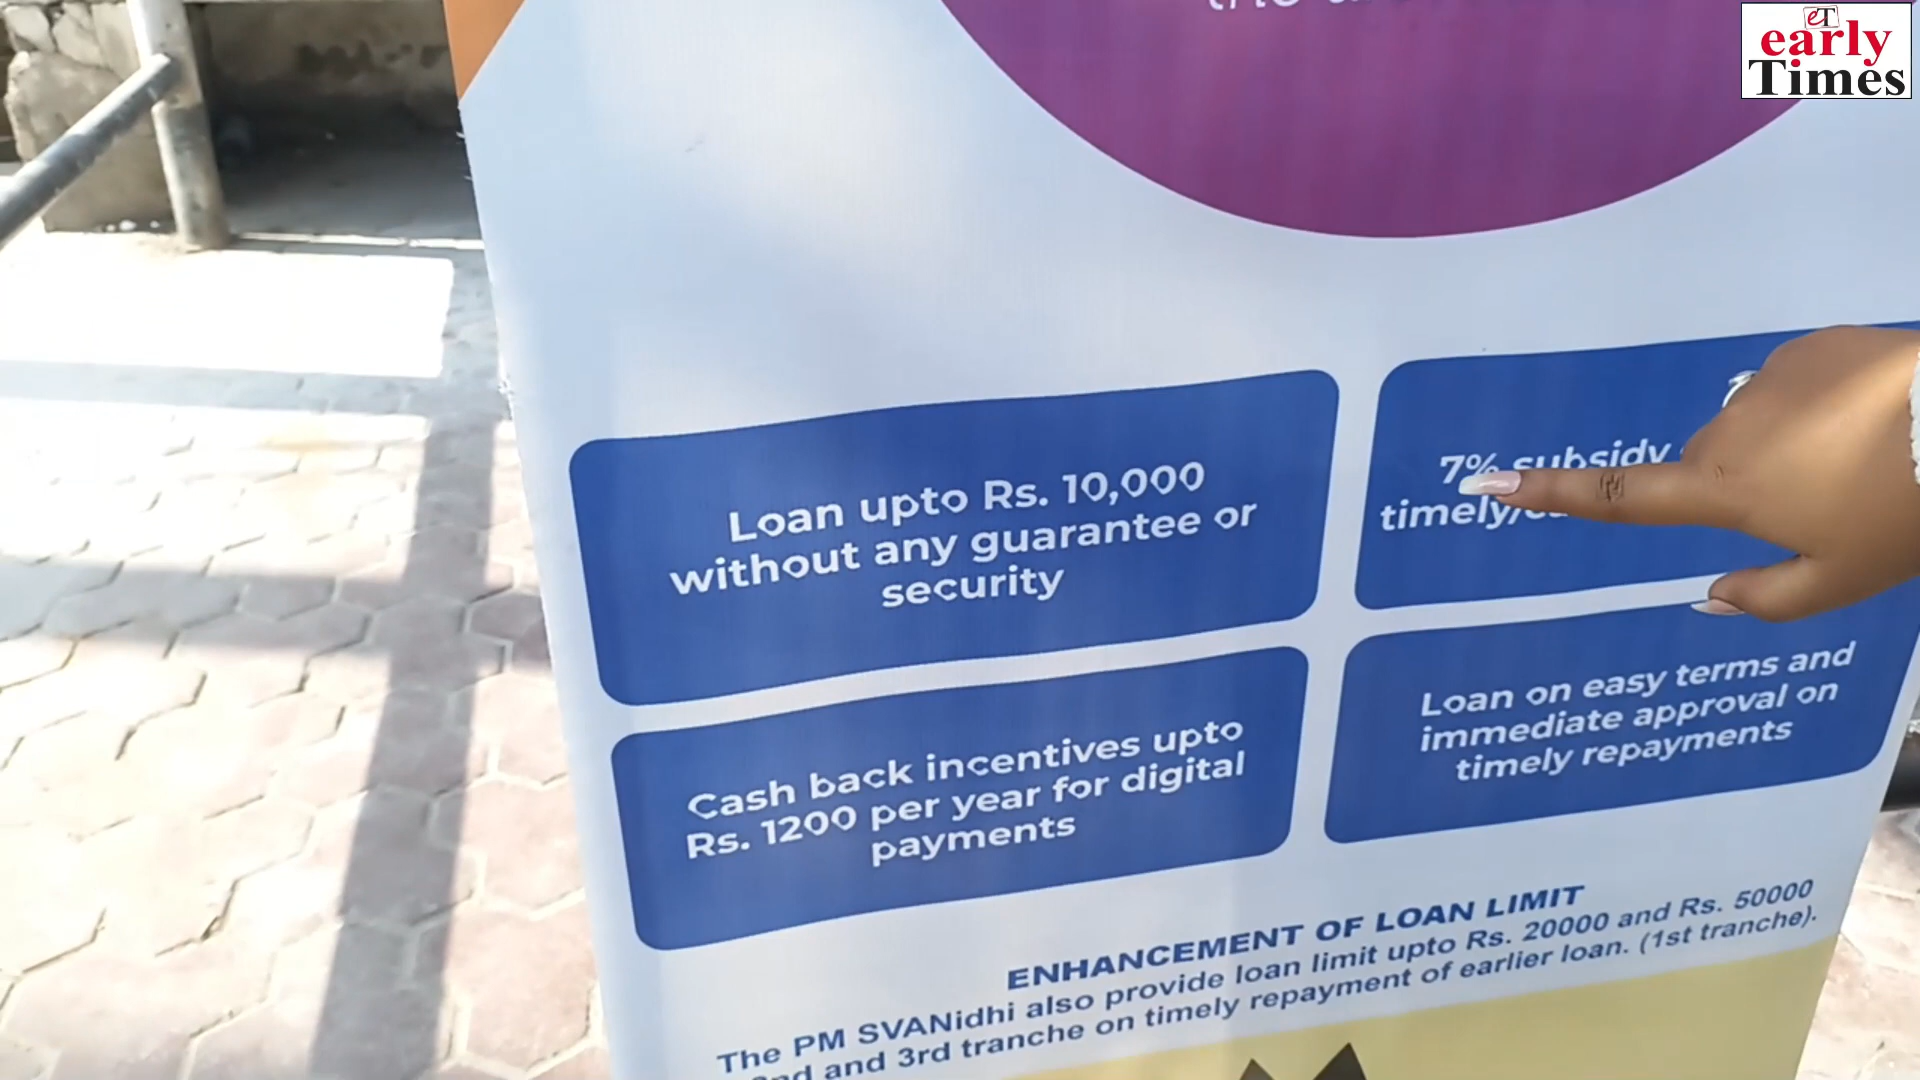 eT
early
Times
Loan upto Rs. 10,000
without any guarantee or
security
7% subsidy
timely/
Cash back incentives upto
Rs. 1200 per year for digital
payments
Loan on easy terms and
immediate approval on
timely repayments
ENHANCEMENT OF LOAN LIMIT
The PM SVANidhi also provide loan limit upto Rs. 20000 and Rs. 50000
and 3rd tranche on timely repayment of earlier loan. (1st tranche).